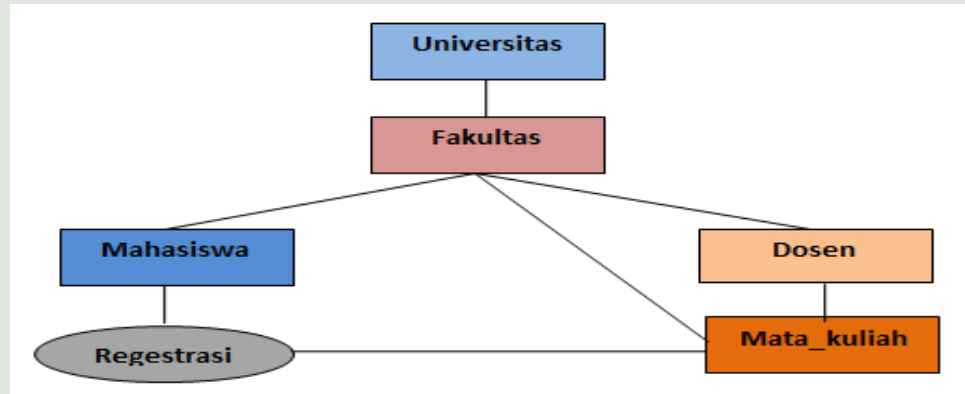 Universitas
Fakultas
Mahasiswa
Dosen
Regestrasi
Mata_kuliah